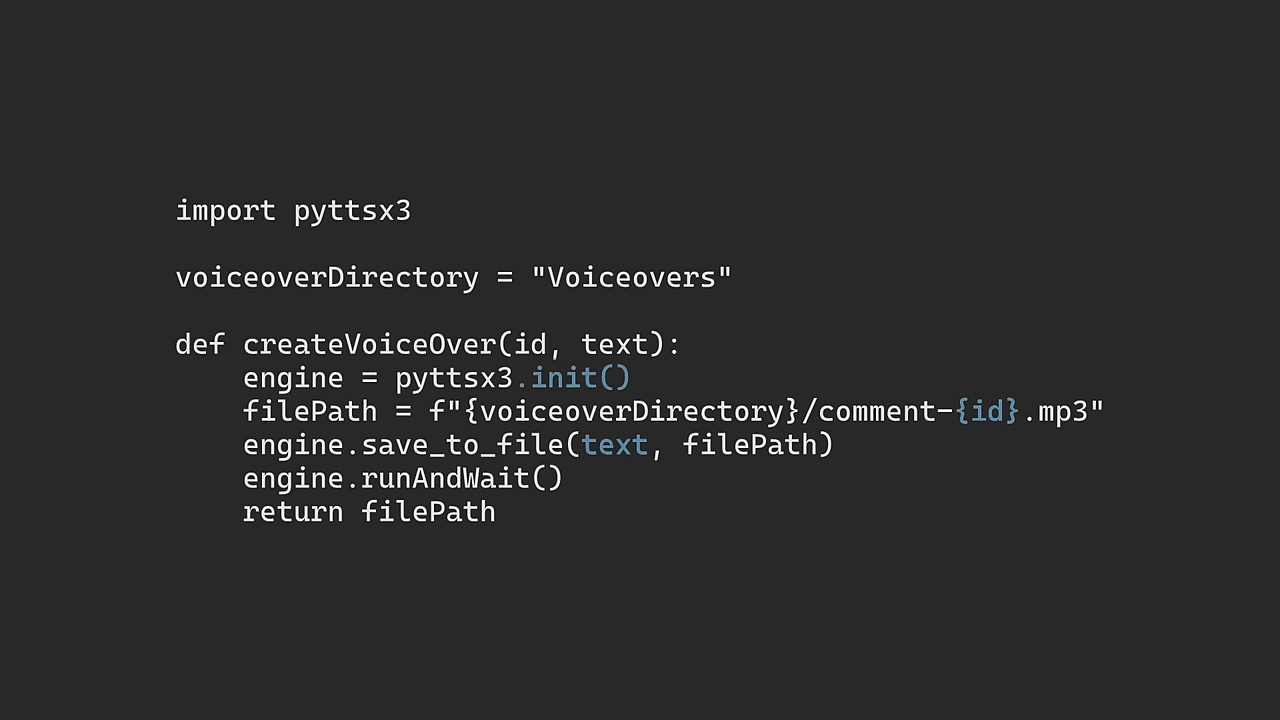 import pyttsx3
voiceoverDirectory = "Voiceovers"
def createVoiceOver(id, text):
    engine = pyttsx3.init()
    filePath = f"{voiceoverDirectory}/comment-{id}.mp3"
    engine.save_to_file(text, filePath)
    engine.runAndWait()
    return filePath